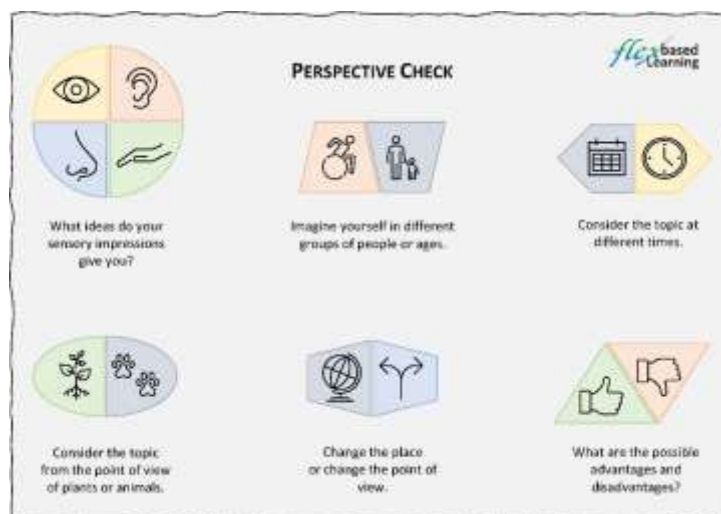 PERSPECTIVE CHECK
flex based
Learning
What ideas do your
sensory impressions
give you?
Imagine yourself in different
groups of people or ages.
Consider the topic at
different times.
Consider the topic
from the point of view
of plants or animals.
Change the place
or change the point of
view.
What are the possible
advantages and
disadvantages?